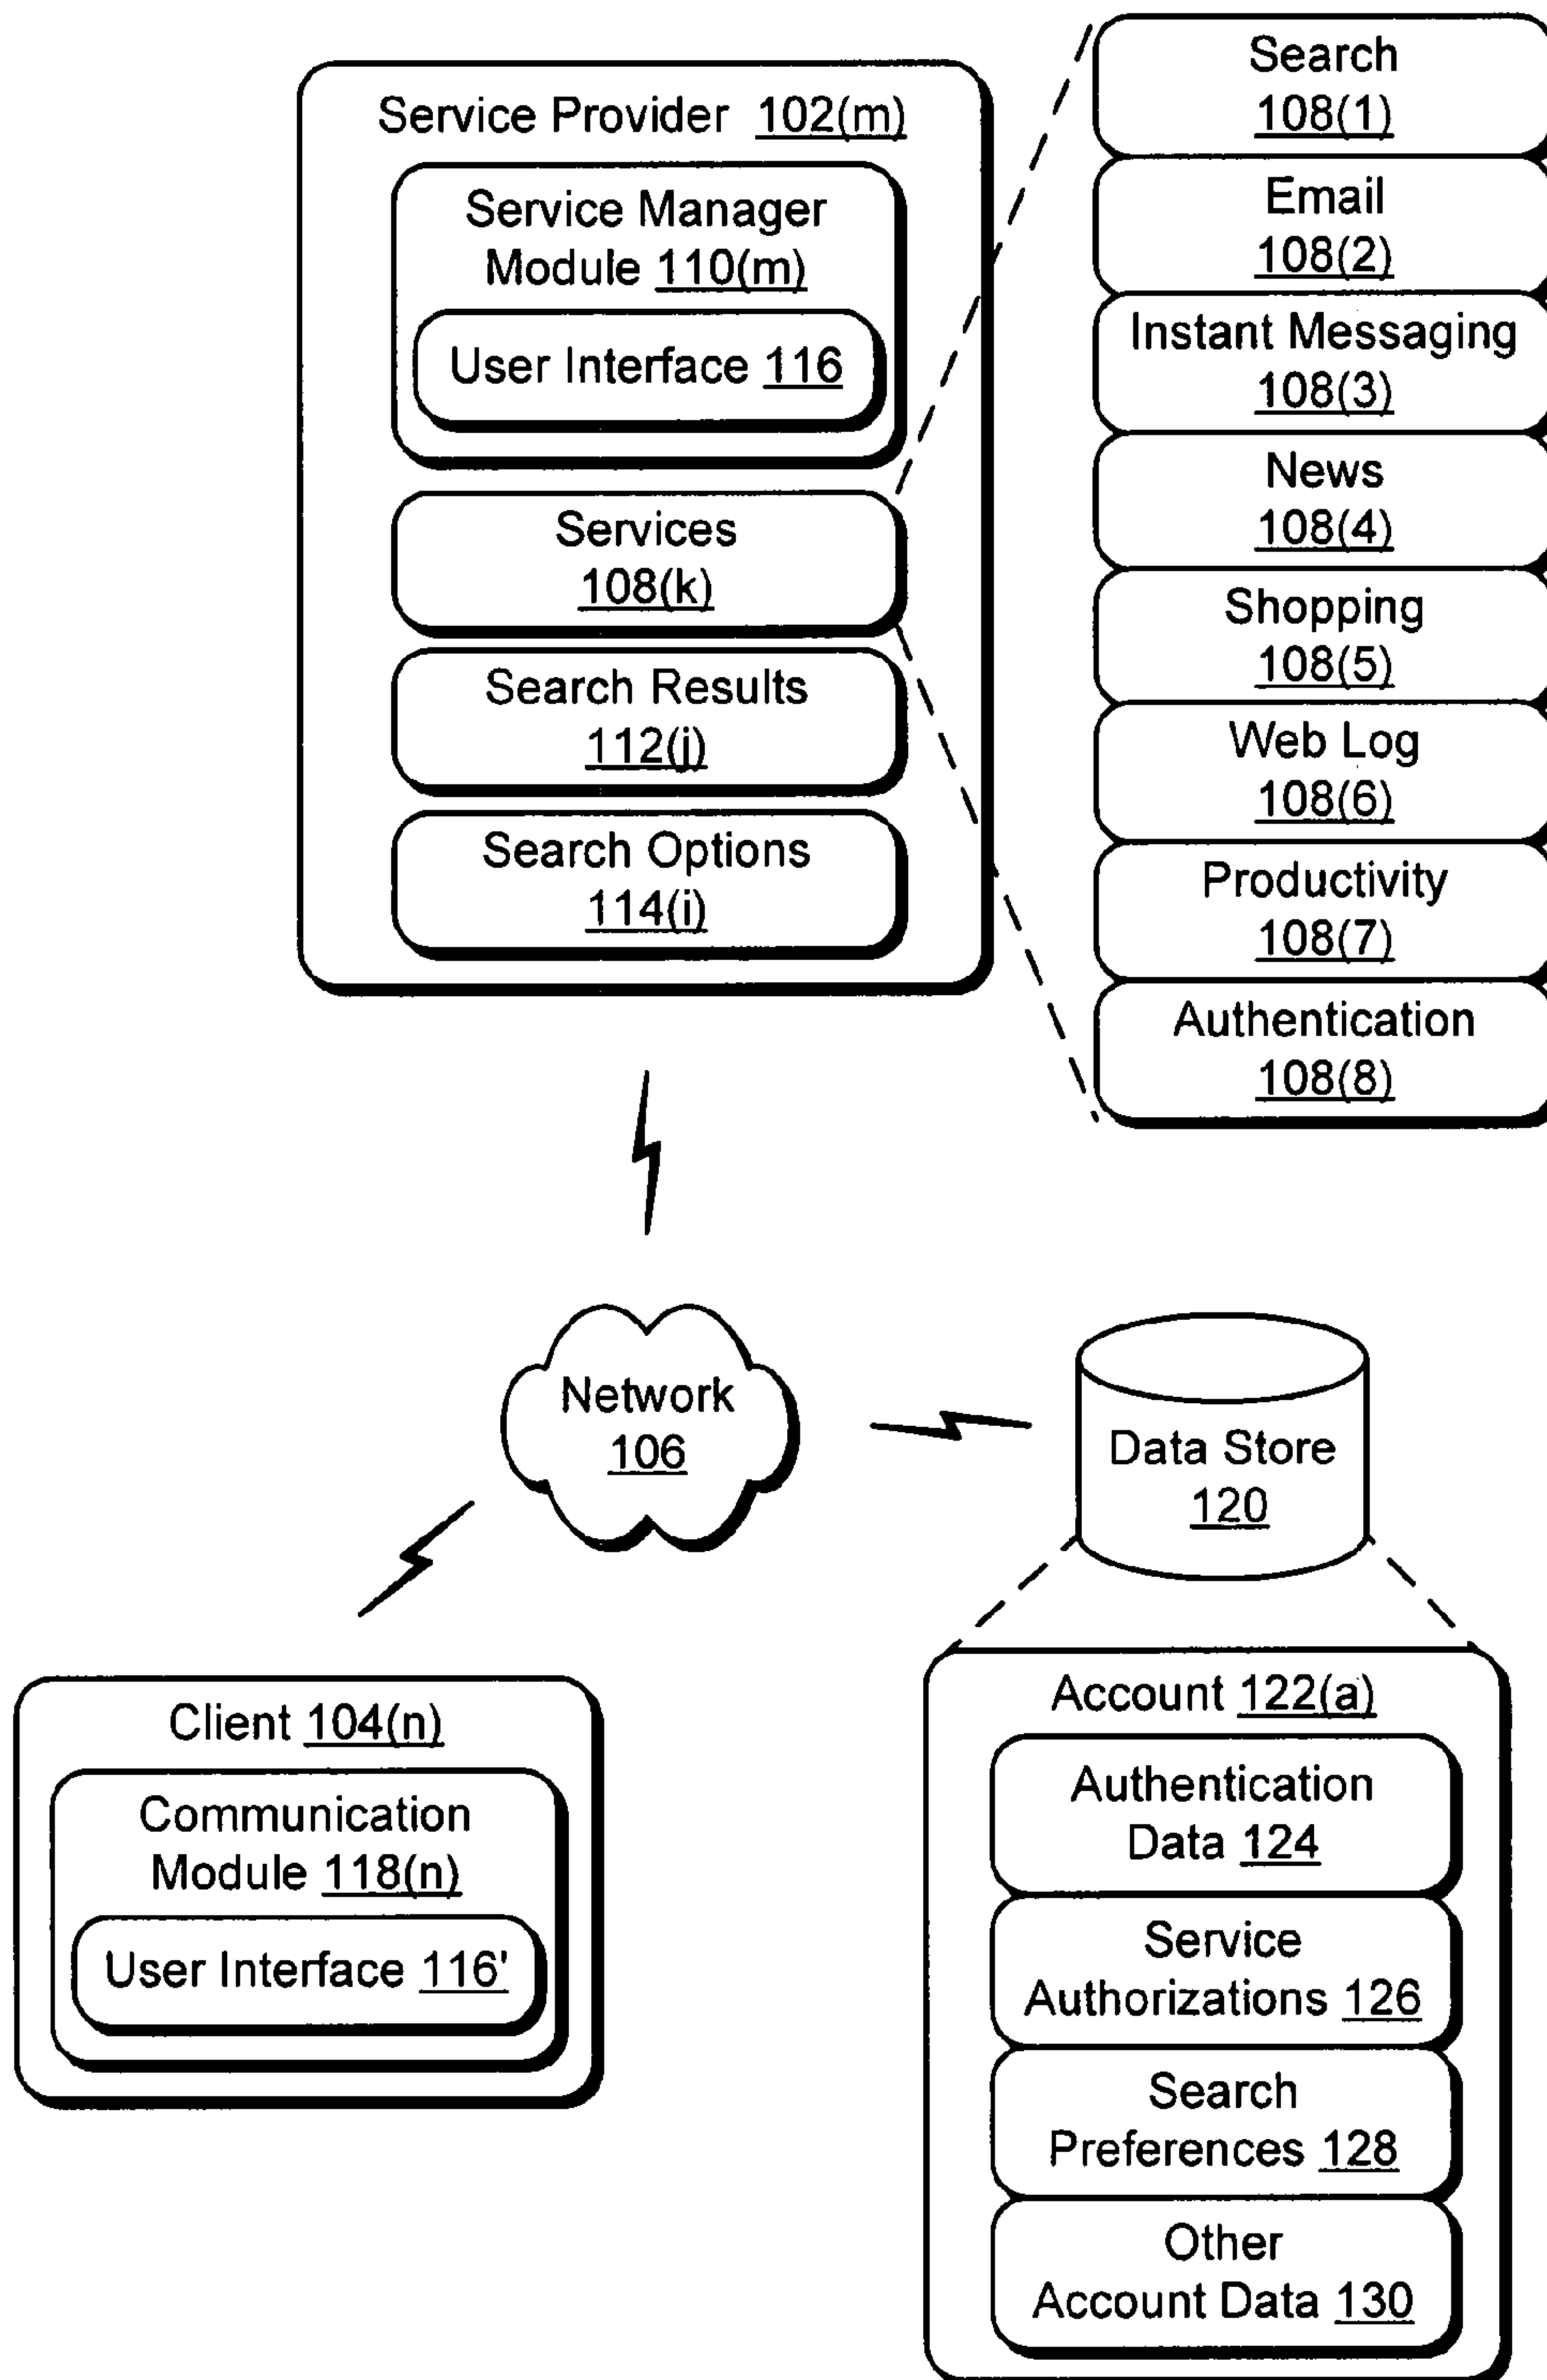 Service Provider 102(m)
Service Manager
Module 110(m)
User Interface 116
Services
108(k)
Search Results
112(j)
Search Options
114(i)
Search
108(1)
Email
108(2)
Instant Messaging
108(3)
News
108(4)
Shopping
108(5)
Web Log
108(6)
Productivity
108(7)
Authentication
108(8)
Network
106
Data Store
120
Client 104(n)
Communication
Module 118(n)
User Interface 116'
Account 122(a)
Authentication
Data 124
Service
Authorizations 126
Search
Preferences 128
Other
Account Data 130